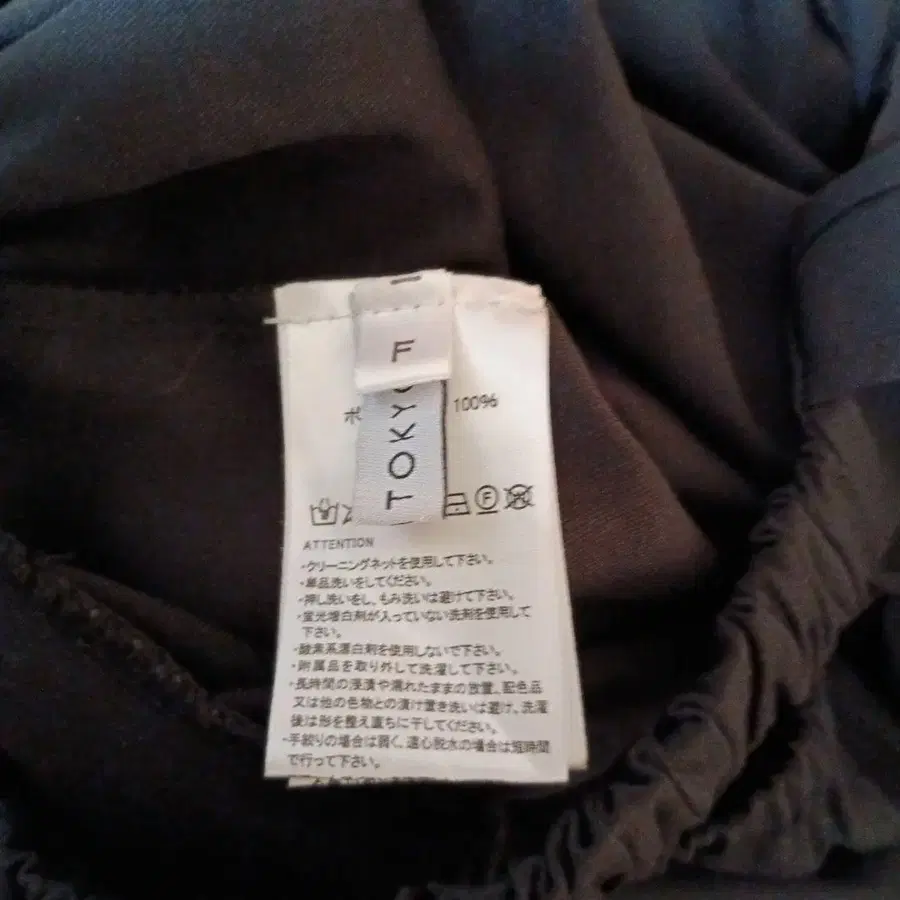 F
TOKYO
ポ 100%
F
ATTENTION
・クリーニングネットを使用して下さい。
・単品洗いをしてください。
・押し洗いをし、もみ洗いは避けて下さい。
・蛍光増白剤が入っていない洗剤を使用して
下さい。
・酸素系漂白剤を使用しないで下さい。
・附属品を取り外して洗濯して下さい。
・長時間の浸漬や濡れたままの放置、配色品
又は他の色物との漬け置き洗いは避け、洗濯
後は形を整え直ちに干してください。
・手絞りの場合は弱く、遠心脱水の場合は短時間
で行って下さい。